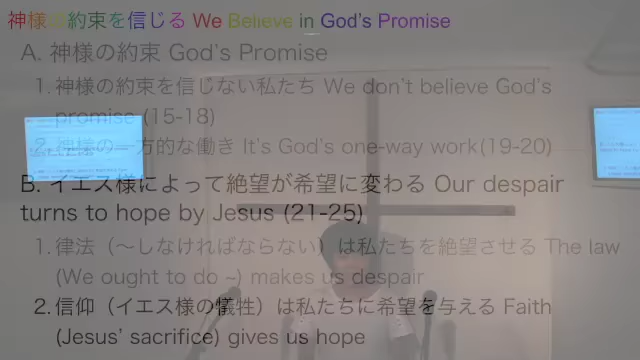 神様の約束を信じる We Believe in God's Promise
A. 神様の約束 God's Promise
1. 神様の約束を信じない私たち We don't believe God's
promise (15-18)
2. 神様の一方的な働き It's God's one-way work(19-20)
B. イエス様によって絶望が希望に変わる Our despair
turns to hope by Jesus (21-25)
1. 律法（〜しなければならない）は私たちを絶望させる The law
(We ought to do ~) makes us despair
2. 信仰（イエス様の犠牲）は私たちに希望を与える Faith
(Jesus' sacrifice) gives us hope